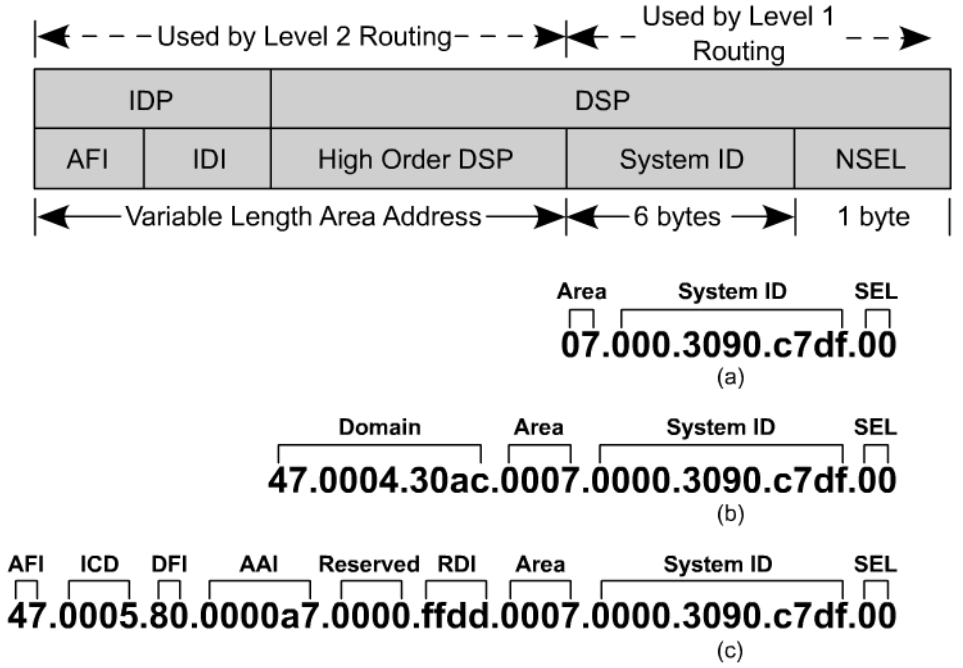 Used by Level 2 Routing
Used by Level 1
Routing
IDP DSP
AFI IDI High Order DSP System ID NSEL
Variable Length Area Address 6 bytes 1 byte
Area System ID SEL
07.000.3090.c7df.00
(a)
Domain Area System ID SEL
47.0004.30ac.0007.0000.3090.c7df.00
(b)
AFI ICD DFI AAI Reserved RDI Area System ID SEL
47.0005.80.0000a7.0000.ffdd.0007.0000.3090.c7df.00
(c)